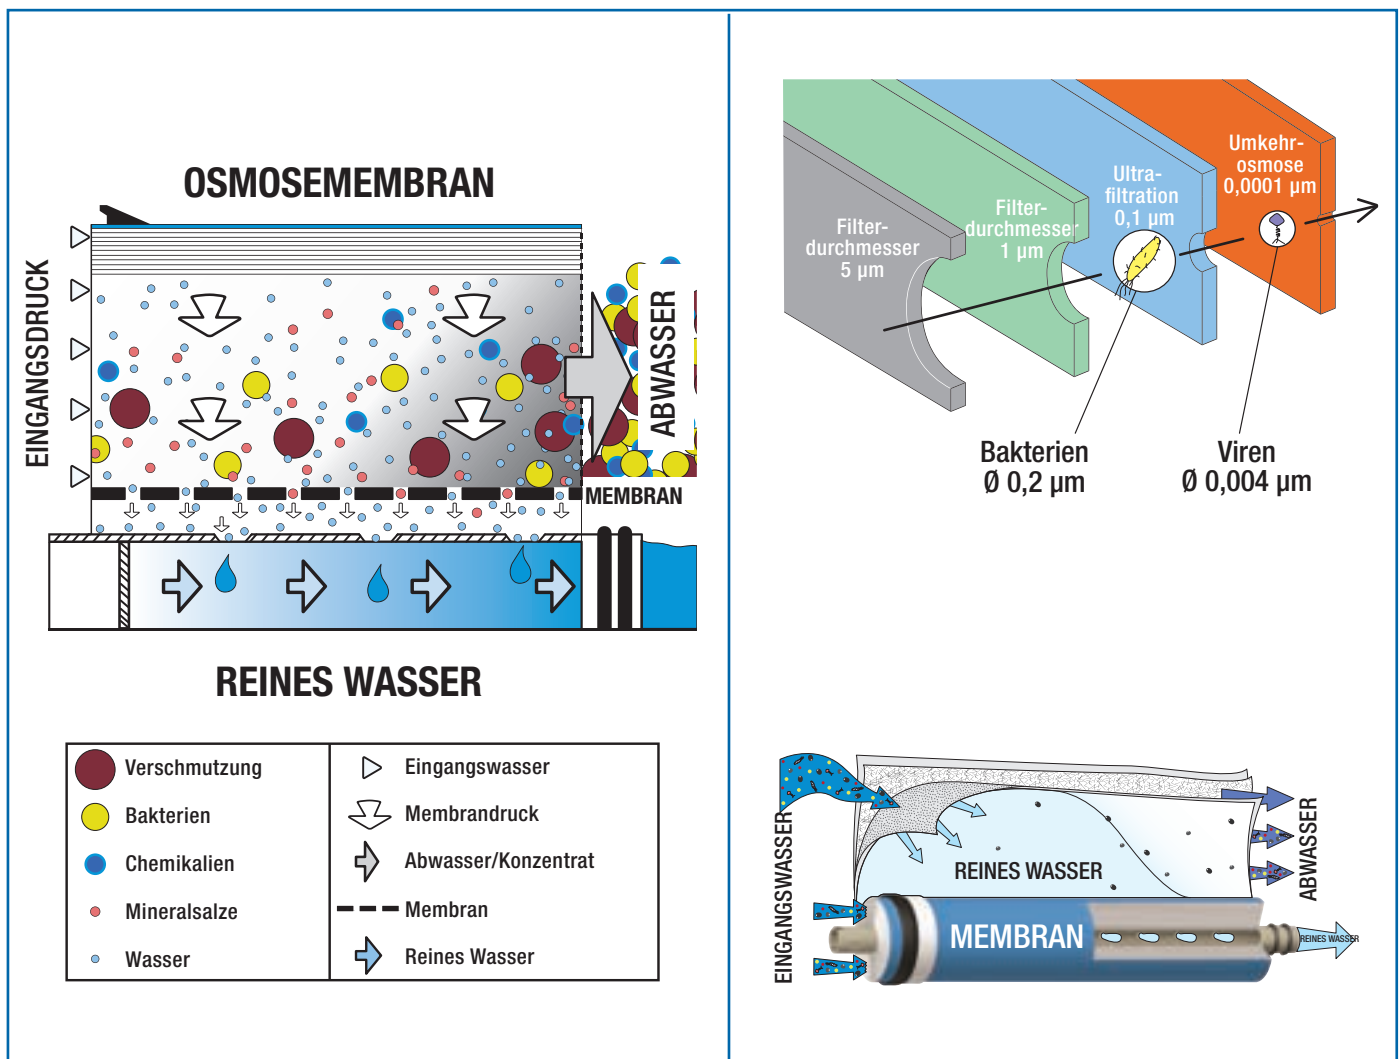 OSMOSEMEMBRAN
EINGANGSDRUCK
ABWASSER
MEMBRAN
REINES WASSER
Verschmutzung
Bakterien
Chemikalien
Mineralsalze
Wasser
Eingangswasser
Membrandruck
Abwasser/Konzentrat
Membran
Reines Wasser
Filter-
durchmesser
5 µm
Filter-
durchmesser
1 µm
Ultra-
filtration
0,1 µm
Umkehr-
osmose
0,0001 µm
Bakterien
Ø 0,2 µm
Viren
Ø 0,004 µm
EINGANGSWASSER
REINES WASSER
ABWASSER
MEMBRAN
REINES WASSER